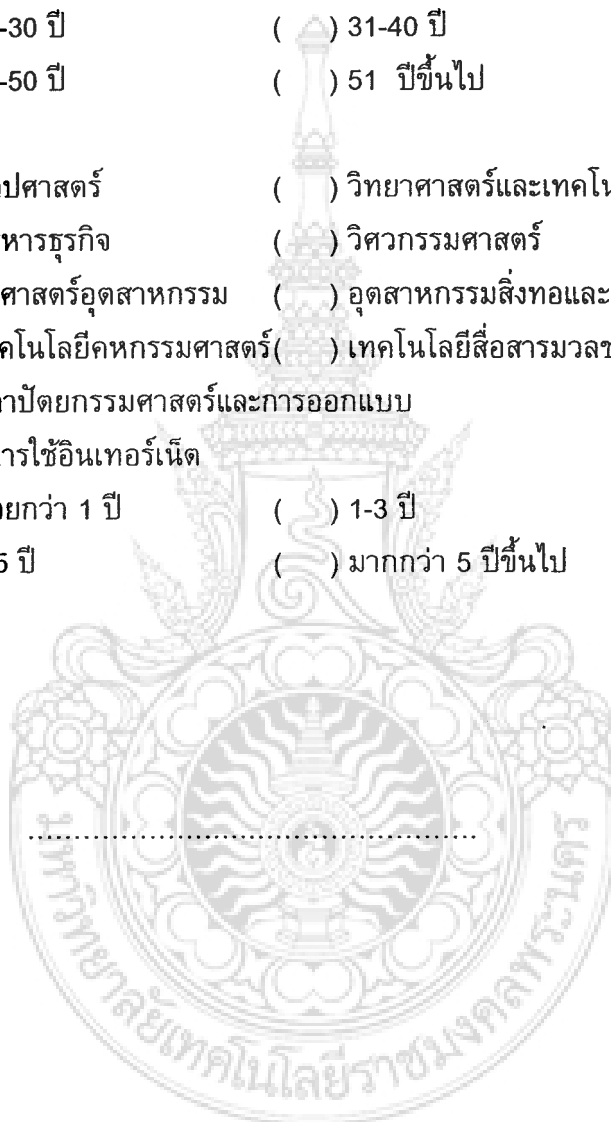 -30 ปี ( ) 31-40 ปี
-50 ปี ( ) 51 ปีขึ้นไป
ปศาสตร์ ( ) วิทยาศาสตร์และเทคโน
หารธุรกิจ ( ) วิศวกรรมศาสตร์
ศาสตร์อุตสาหกรรม ( ) อุตสาหกรรมสิ่งทอและ
คโนโลยีคหกรรมศาสตร์( ) เทคโนโลยีสื่อสารมวลช
าปัตยกรรมศาสตร์และการออกแบบ
ารใช้อินเทอร์เน็ต
ยกว่า 1 ปี ( ) 1-3 ปี
5 ปี ( ) มากกว่า 5 ปีขึ้นไป
................................................................
มหาวิทยาลัยเทคโนโลยีราชมงคลพระนคร